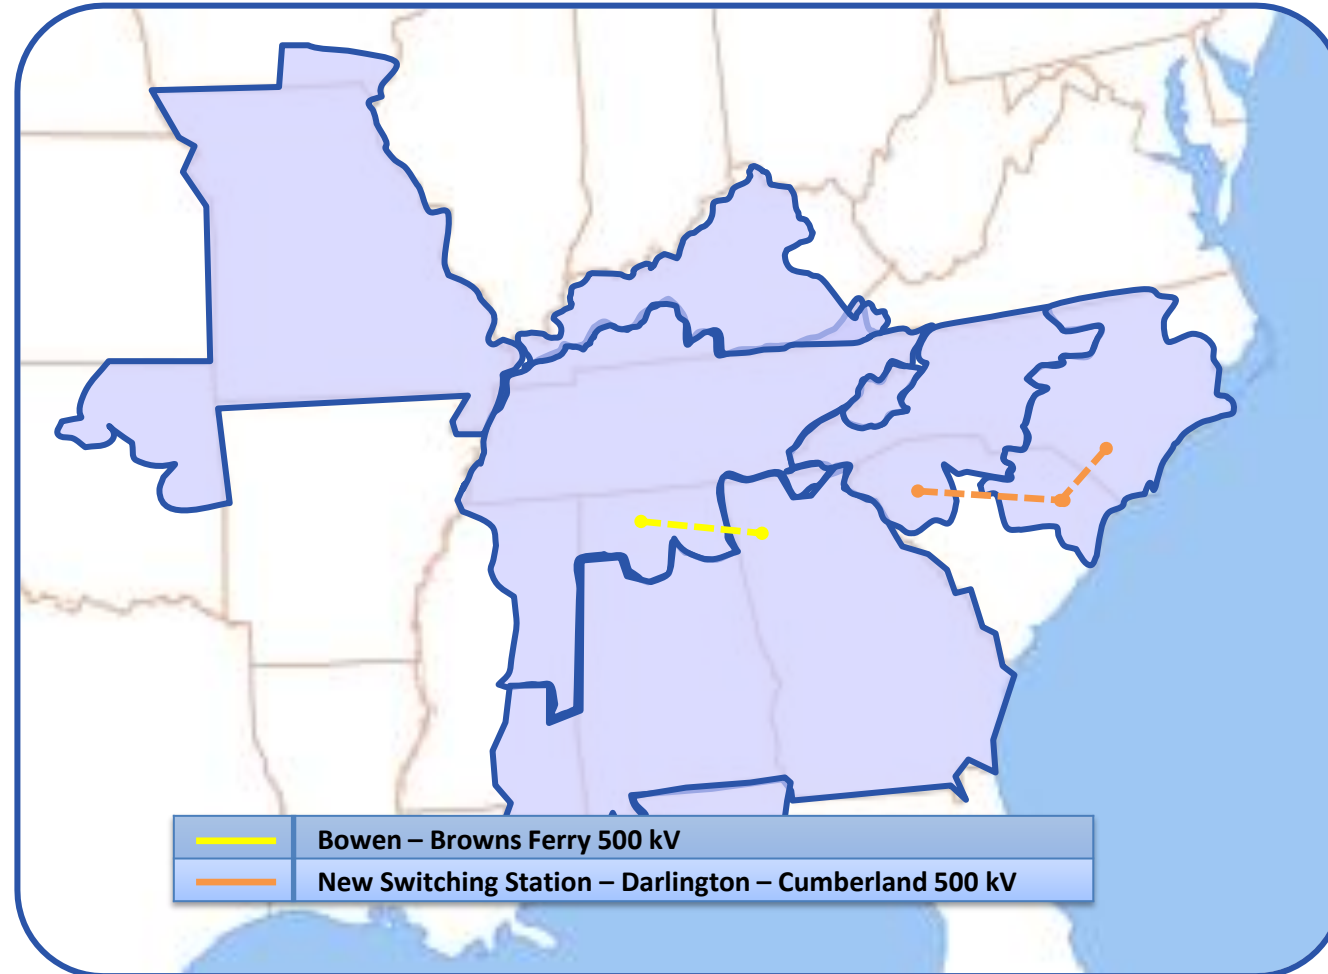 Bowen – Browns Ferry 500 kV
New Switching Station – Darlington – Cumberland 500 kV